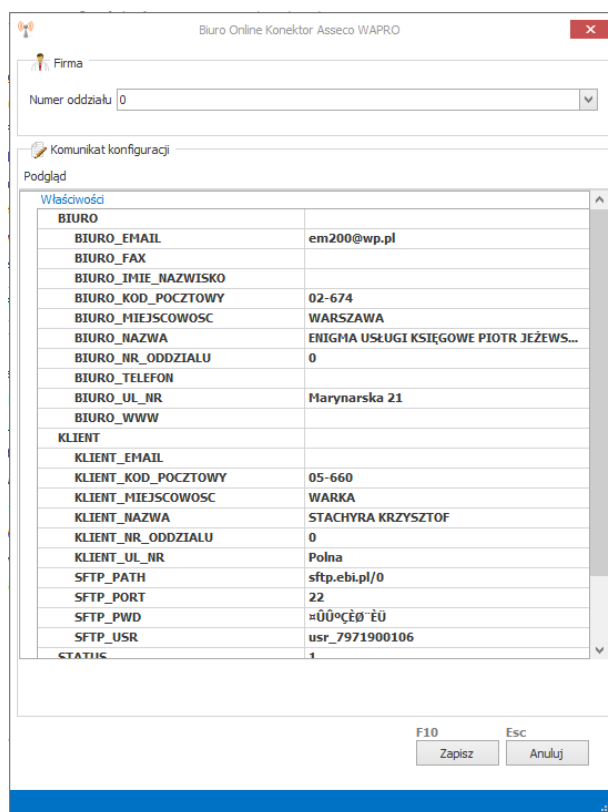 Biuro Online Konektor Asseco WAPRO
Firma
Numer oddziału 0
Komunikat konfiguracji
Podgląd
Właściwości
BIURO
BIURO_EMAIL em200@wp.pl
BIURO_FAX
BIURO_IMIE_NAZWISKO
BIURO_KOD_POCZTOWY 02-674
BIURO_MIEJSCOWOSC WARSZAWA
BIURO_NAZWA ENIGMA USŁUGI KSIĘGOWE PIOTR JEŻEWS...
BIURO_NR_ODDZIALU 0
BIURO_TELEFON
BIURO_UL_NR Marynarska 21
BIURO_WWW
KLIENT
KLIENT_EMAIL
KLIENT_KOD_POCZTOWY 05-660
KLIENT_MIEJSCOWOSC WARKA
KLIENT_NAZWA STACHYRA KRZYSZTOF
KLIENT_NR_ODDZIALU 0
KLIENT_UL_NR Polna
SFTP_PATH sftp.ebi.pl/0
SFTP_PORT 22
SFTP_PWD ¤ÛÛºÇÈØ¨ÈÜ
SFTP_USR usr_7971900106
STATUS 1
F10 Esc
Zapisz Anuluj